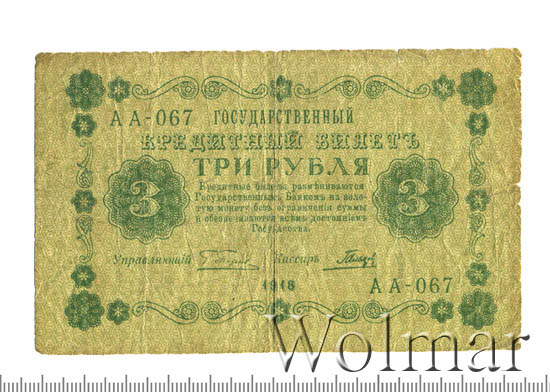 АА-067 ГОСУДАРСТВЕННЫЙ
КРЕДИТНЫЙ БИЛЕТЪ
ТРИ РУБЛЯ
3 3
Кредитные билеты размѣниваются
Государственнымъ Банкомъ на золо-
тую монету безъ ограниченія суммы
и обезпечиваются всѣмъ достояніемъ
Государства.
Управляющій Кассиръ
1918
АА-067
Wolmar